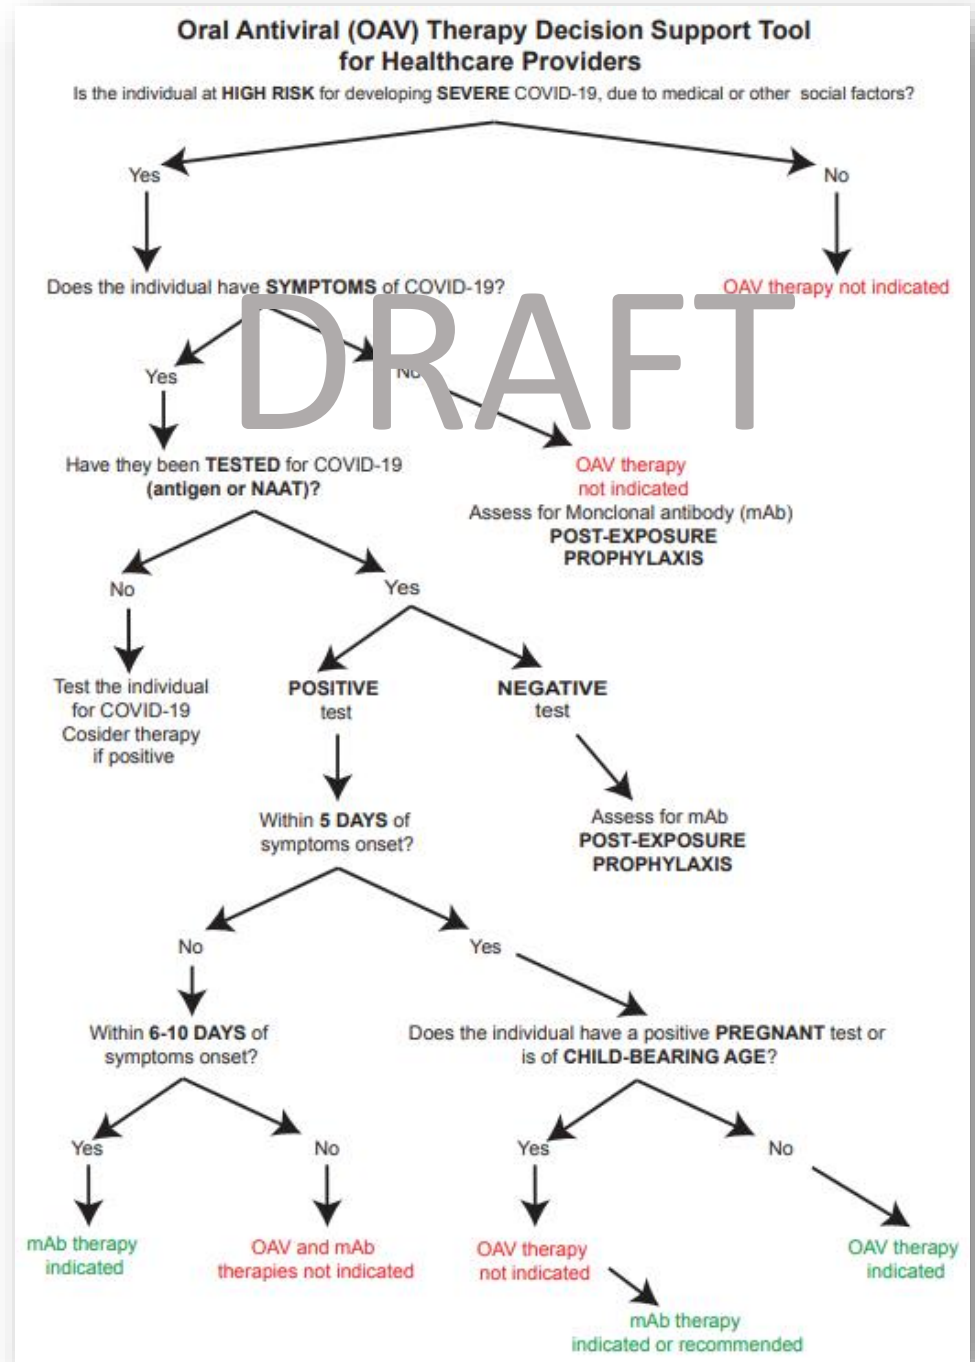 Oral Antiviral (OAV) Therapy Decision Support Tool
for Healthcare Providers
Is the individual at HIGH RISK for developing SEVERE COVID-19, due to medical or other social factors?
Yes
No
Does the individual have SYMPTOMS of COVID-19?
OAV therapy not indicated
DRAFT
Yes
No
Have they been TESTED for COVID-19
(antigen or NAAT)?
OAV therapy
not indicated
Assess for Monclonal antibody (mAb)
POST-EXPOSURE
PROPHYLAXIS
No
Yes
Test the individual
for COVID-19
Cosider therapy
if positive
POSITIVE
test
NEGATIVE
test
Within 5 DAYS of
symptoms onset?
Assess for mAb
POST-EXPOSURE
PROPHYLAXIS
No
Yes
Within 6-10 DAYS of
symptoms onset?
Does the individual have a positive PREGNANT test or
is of CHILD-BEARING AGE?
Yes
No
Yes
No
mAb therapy
indicated
OAV and mAb
therapies not indicated
OAV therapy
not indicated
OAV therapy
indicated
mAb therapy
indicated or recommended